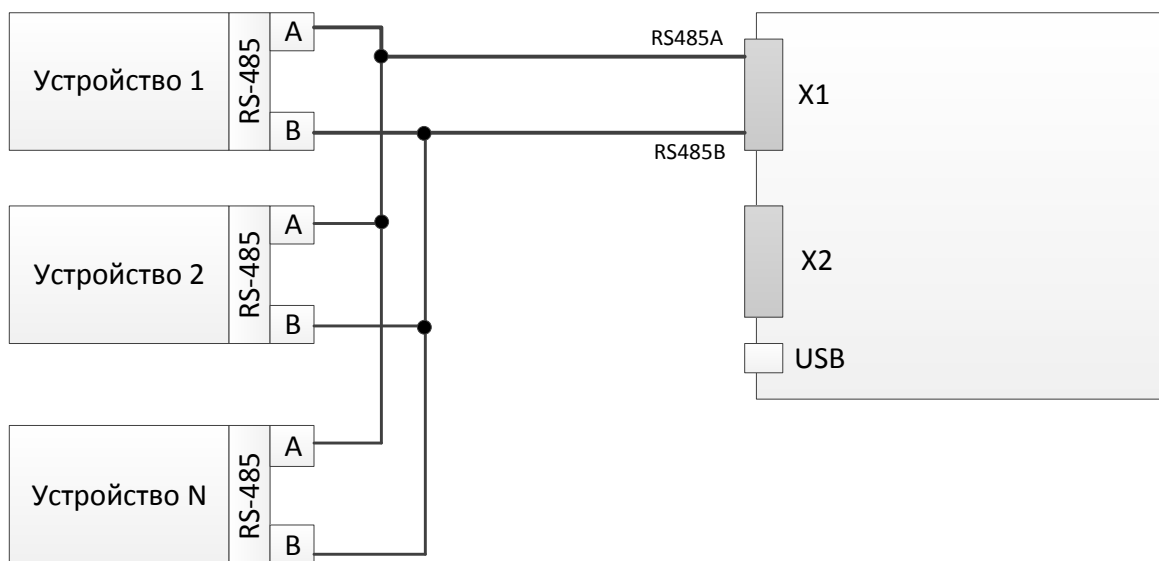 Устройство 1
RS-485
A
B
RS485A
RS485B
X1
Устройство 2
RS-485
A
B
X2
USB
Устройство N
RS-485
A
B